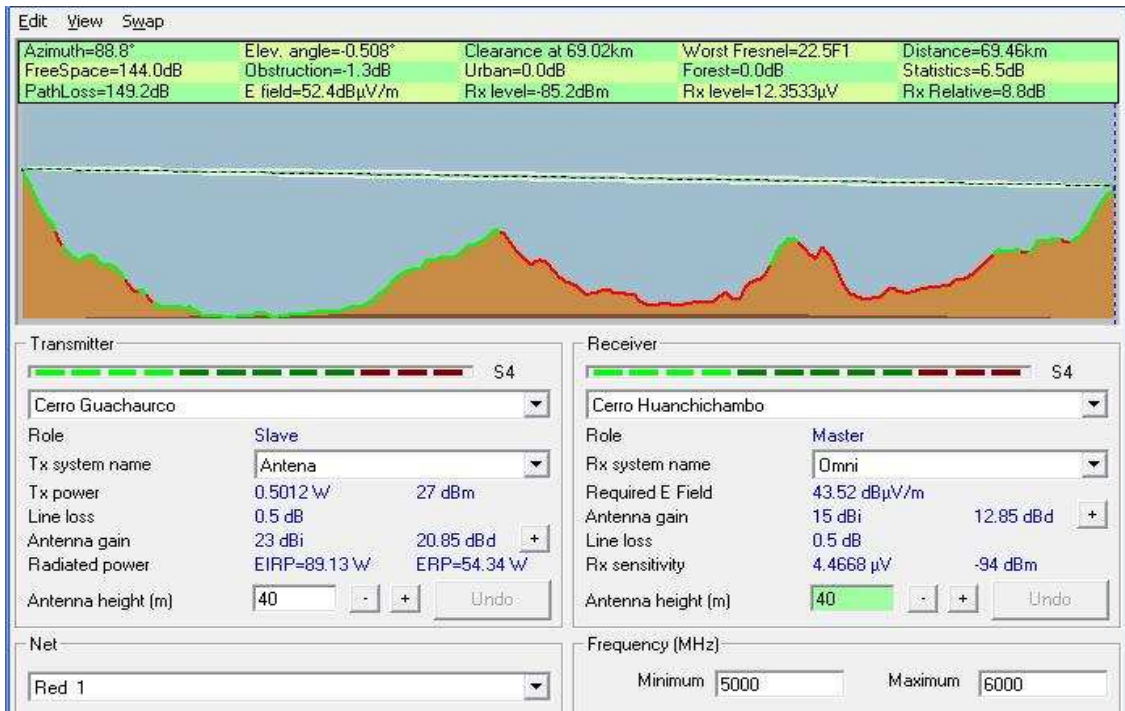 Edit View Swap
Azimuth=88.8° Elev. angle=-0.508° Clearance at 69.02km Worst Fresnel=22.5F1 Distance=69.46km
FreeSpace=144.0dB Obstruction=-1.3dB Urban=0.0dB Forest=0.0dB Statistics=6.5dB
PathLoss=149.2dB E field=52.4dBµV/m Rx level=-85.2dBm Rx level=12.3533µV Rx Relative=8.8dB
Transmitter
S4
Cerro Guachaurco
Role Slave
Tx system name Antena
Tx power 0.5012 W 27 dBm
Line loss 0.5 dB
Antenna gain 23 dBi 20.85 dBd +
Radiated power EIRP=89.13 W ERP=54.34 W
Antenna height (m) 40 - + Undo
Receiver
S4
Cerro Huanchichambo
Role Master
Rx system name Omni
Required E Field 43.52 dBµV/m
Antenna gain 15 dBi 12.85 dBd +
Line loss 0.5 dB
Rx sensitivity 4.4668 µV -94 dBm
Antenna height (m) 40 - + Undo
Net
Red 1
Frequency (MHz)
Minimum 5000 Maximum 6000